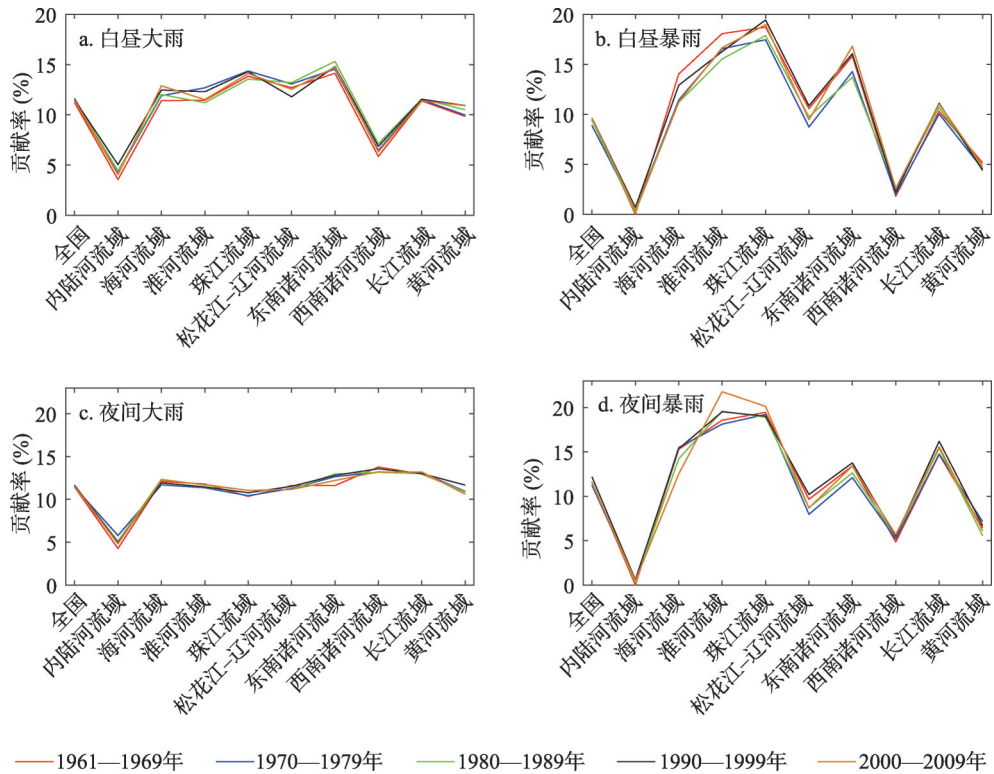 a. 白昼大雨
贡献率 (%)
20
15
10
5
0
全国
内陆河流域
海河流域
淮河流域
珠江流域
松花江-辽河流域
东南诸河流域
西南诸河流域
长江流域
黄河流域
b. 白昼暴雨
贡献率 (%)
20
15
10
5
0
全国
内陆河流域
海河流域
淮河流域
珠江流域
松花江-辽河流域
东南诸河流域
西南诸河流域
长江流域
黄河流域
c. 夜间大雨
贡献率 (%)
20
15
10
5
0
全国
内陆河流域
海河流域
淮河流域
珠江流域
松花江-辽河流域
东南诸河流域
西南诸河流域
长江流域
黄河流域
d. 夜间暴雨
贡献率 (%)
20
15
10
5
0
全国
内陆河流域
海河流域
淮河流域
珠江流域
松花江-辽河流域
东南诸河流域
西南诸河流域
长江流域
黄河流域
1961—1969年 1970—1979年 1980—1989年 1990—1999年 2000—2009年